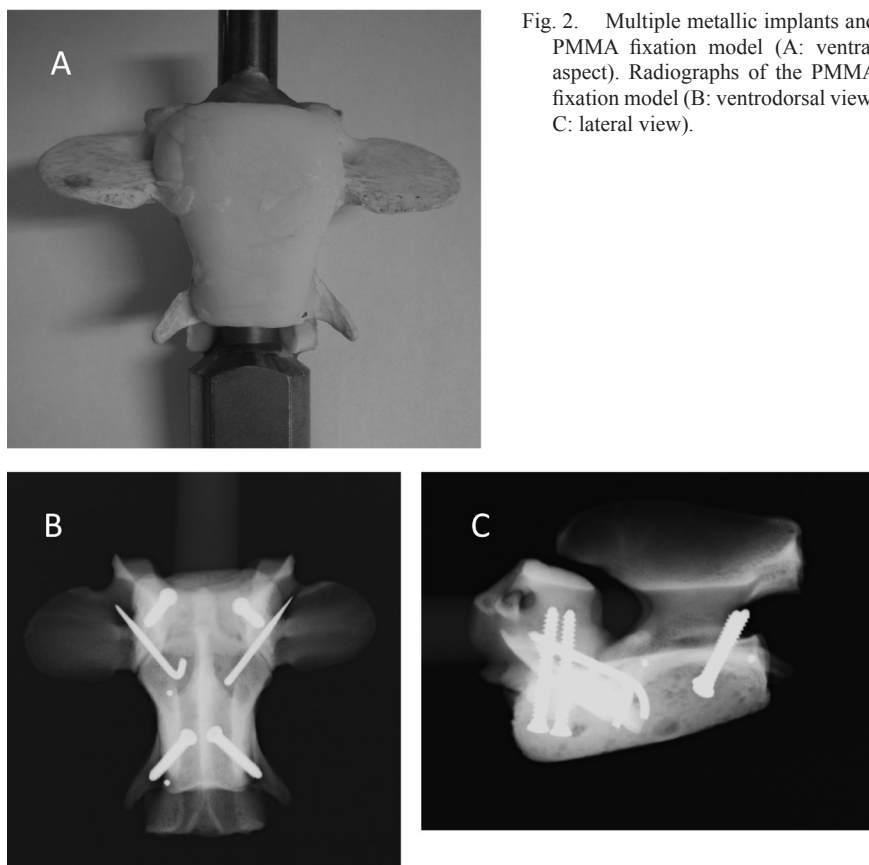 Fig. 2. Multiple metallic implants and
PMMA fixation model (A: ventra
aspect). Radiographs of the PMMA
fixation model (B: ventrodorsal view
C: lateral view).
A
B
C